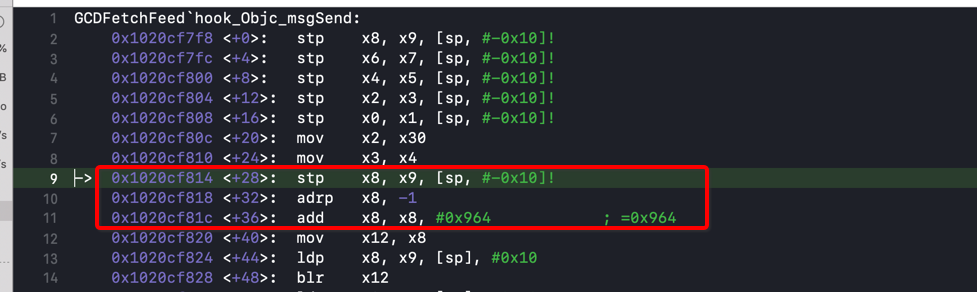 1 GCDFetchFeed`hook_Objc_msgSend:
2 0x1020cf7f8 <+0>: stp x8, x9, [sp, #-0x10]!
% 3 0x1020cf7fc <+4>: stp x6, x7, [sp, #-0x10]!
B 4 0x1020cf800 <+8>: stp x4, x5, [sp, #-0x10]!
o 5 0x1020cf804 <+12>: stp x2, x3, [sp, #-0x10]!
6 0x1020cf808 <+16>: stp x0, x1, [sp, #-0x10]!
/s 7 0x1020cf80c <+20>: mov x2, x30
8 0x1020cf810 <+24>: mov x3, x4
9 -> 0x1020cf814 <+28>: stp x8, x9, [sp, #-0x10]!
10 0x1020cf818 <+32>: adrp x8, -1
11 0x1020cf81c <+36>: add x8, x8, #0x964 ; =0x964
12 0x1020cf820 <+40>: mov x12, x8
13 0x1020cf824 <+44>: ldp x8, x9, [sp], #0x10
14 0x1020cf828 <+48>: blr x12